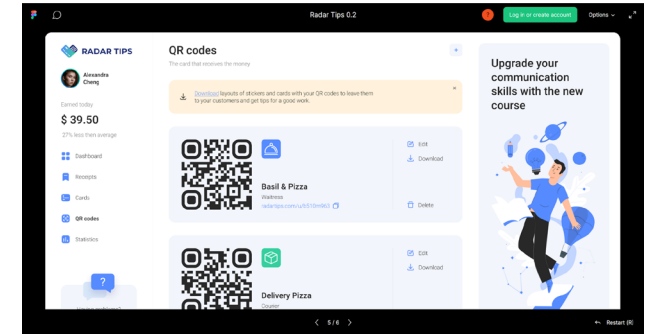 Radar Tips 0.2
?
Log in or create account
Options
RADAR TIPS
Alexandra
Cheng
Earned today
$ 39.50
27% less then average
Dashboard
Receipts
Cards
QR codes
Statistics
?
QR codes
The card that receives the money
+
Download layouts of stickers and cards with your QR codes to leave them
to your customers and get tips for a good work.
Edit
Download
Basil & Pizza
Waitress
Delete
Edit
Download
Delivery Pizza
Courier
Upgrade your
communication
skills with the new
course
5 / 6
Restart (R)